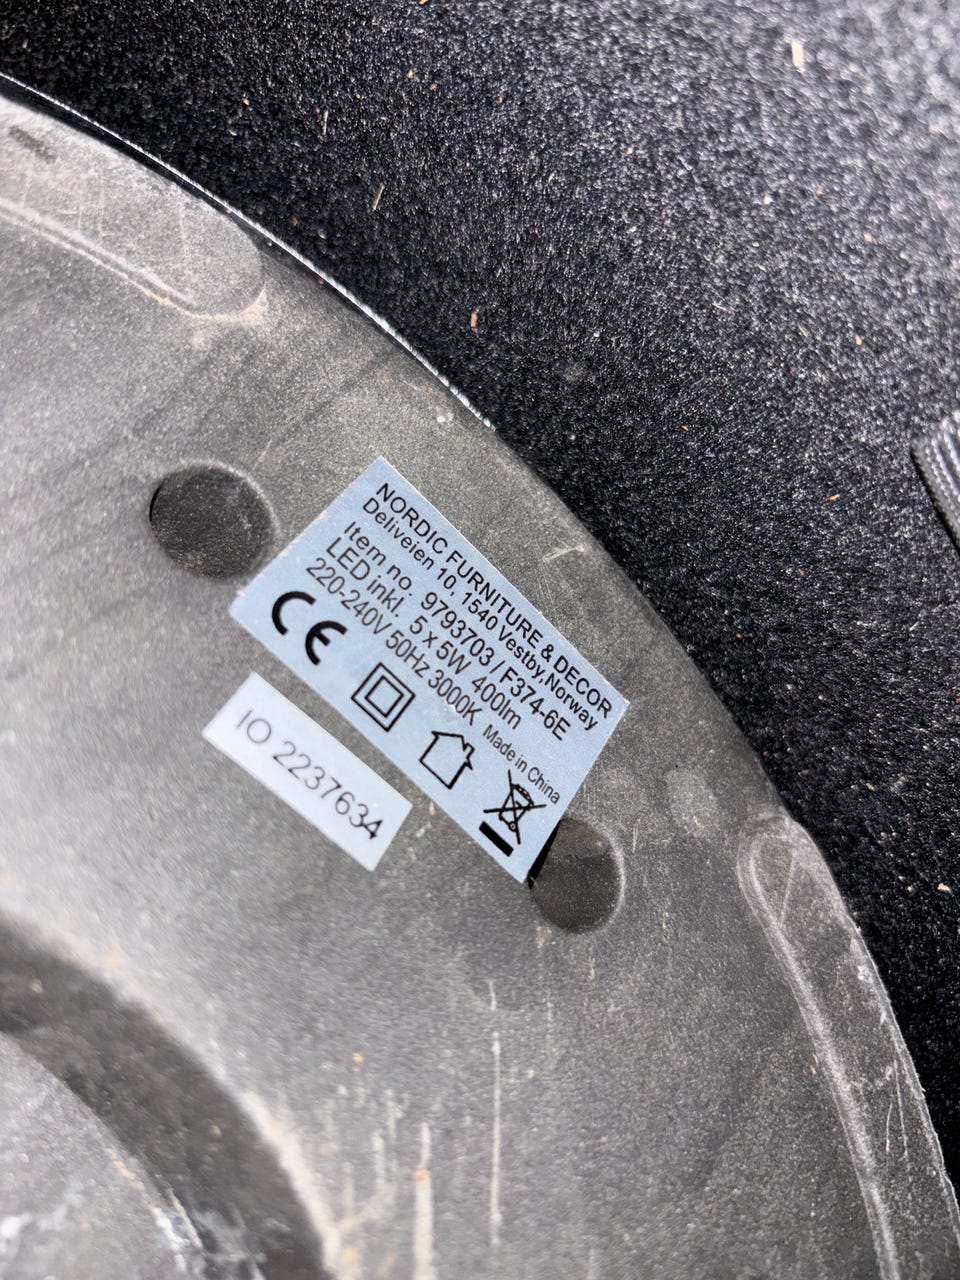 NORDIC FURNITURE & DECOR
Deliveien 10, 1540 Vestby, Norway
Item no. 9793703 / F374-6E
LED inkl. 5 x 5W 400lm
220-240V 50Hz 3000K
Made in China
CE
IO 2237634